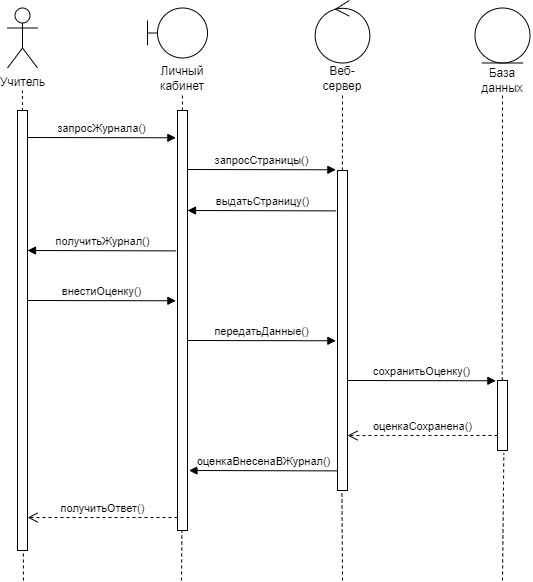 Учитель
Личный
кабинет
Веб-
сервер
База
данных
запросЖурнала()
запросСтраницы()
выдатьСтраницу()
получитьЖурнал()
внестиОценку()
передатьДанные()
сохранитьОценку()
оценкаСохранена()
оценкаВнесенаВЖурнал()
получитьОтвет()